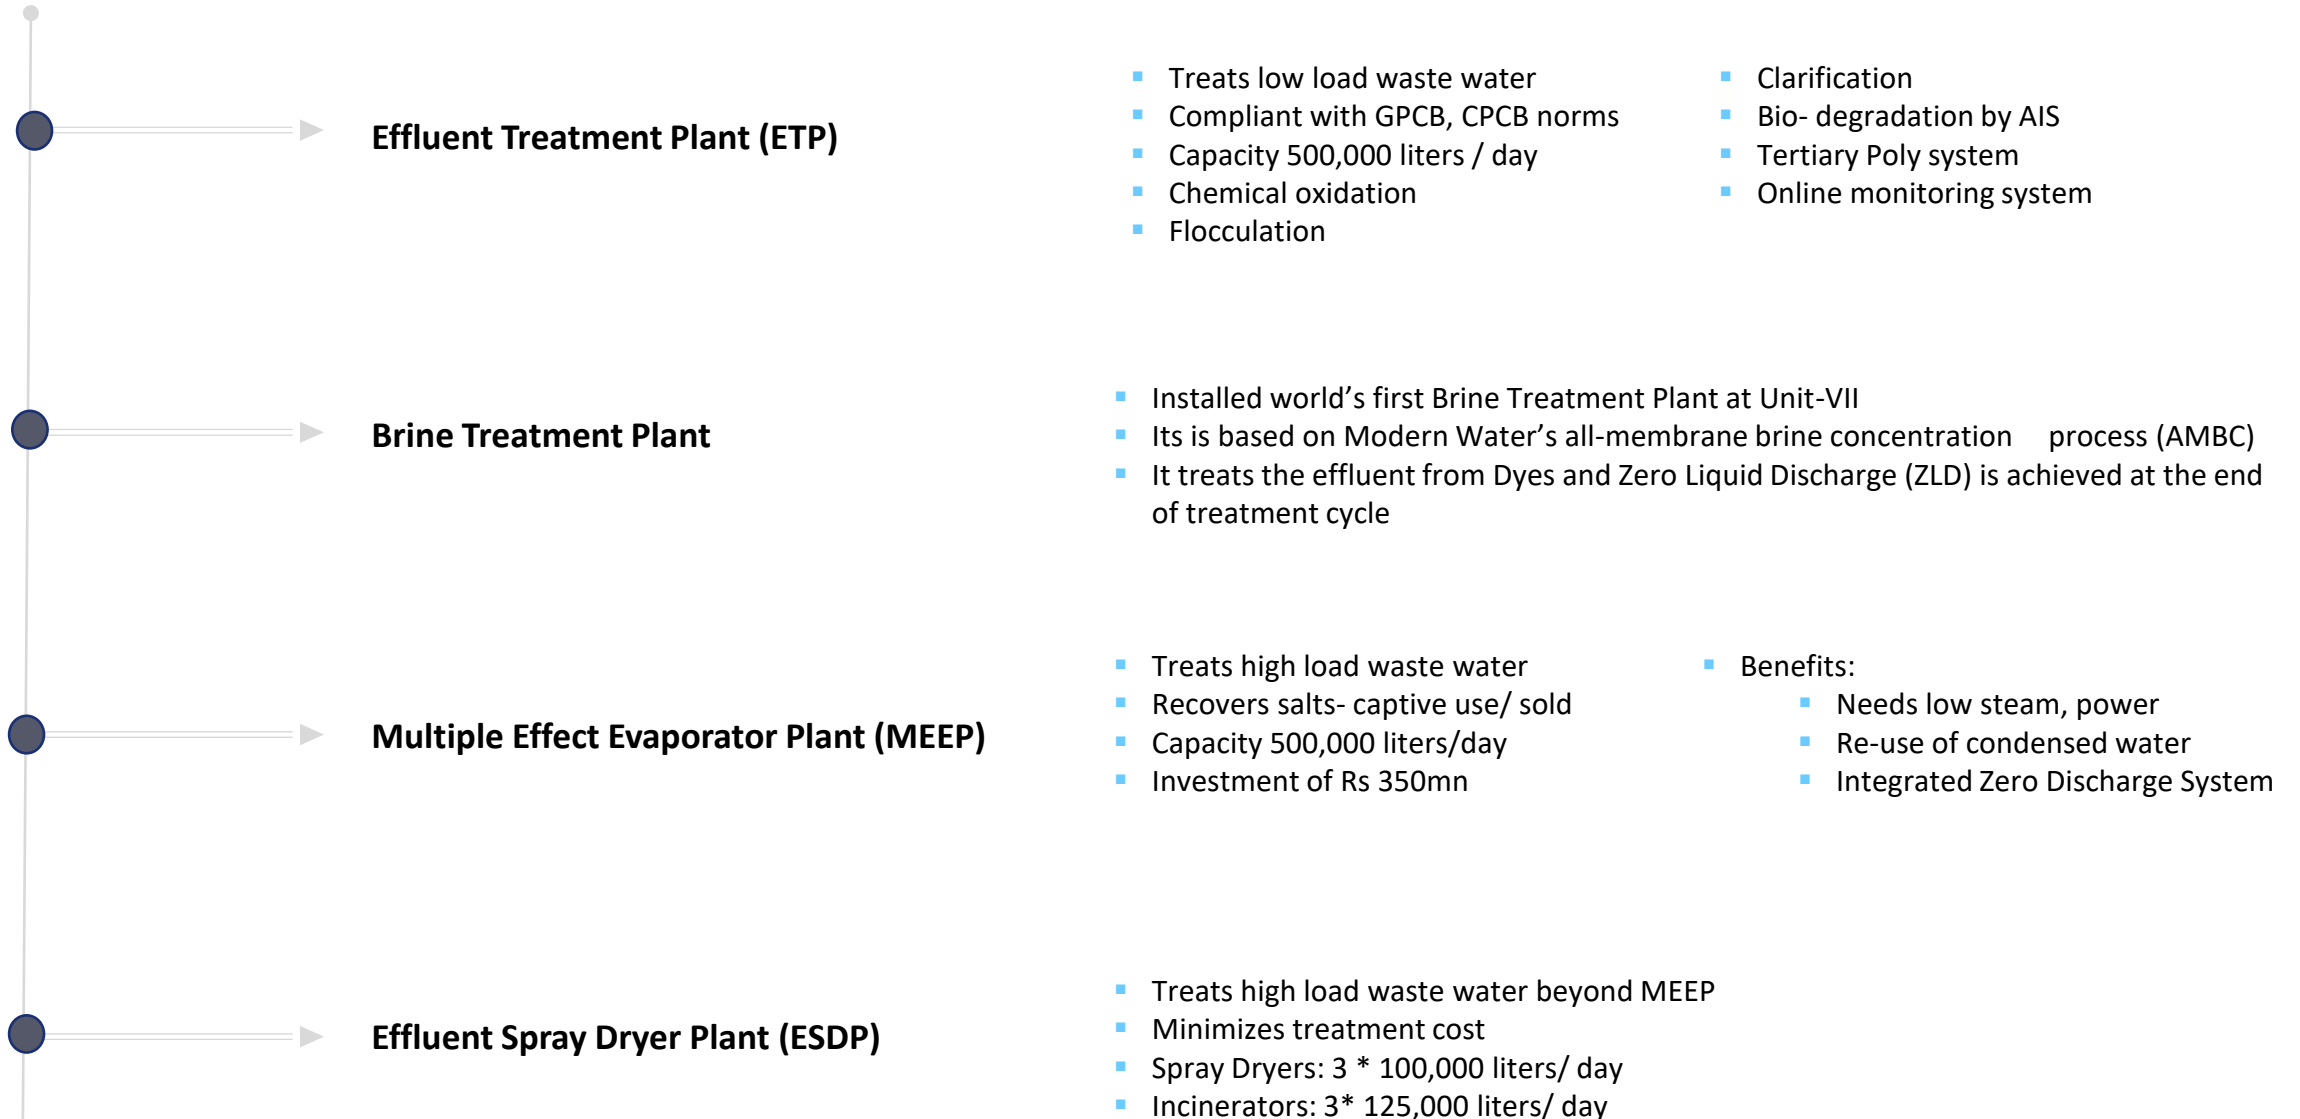 Effluent Treatment Plant (ETP)
Treats low load waste water
Compliant with GPCB, CPCB norms
Capacity 500,000 liters / day
Chemical oxidation
Flocculation
Clarification
Bio- degradation by AIS
Tertiary Poly system
Online monitoring system
Brine Treatment Plant
Installed world’s first Brine Treatment Plant at Unit-VII
Its is based on Modern Water’s all-membrane brine concentration process (AMBC)
It treats the effluent from Dyes and Zero Liquid Discharge (ZLD) is achieved at the end
of treatment cycle
Multiple Effect Evaporator Plant (MEEP)
Treats high load waste water
Recovers salts- captive use/ sold
Capacity 500,000 liters/day
Investment of Rs 350mn
Benefits:
Needs low steam, power
Re-use of condensed water
Integrated Zero Discharge System
Effluent Spray Dryer Plant (ESDP)
Treats high load waste water beyond MEEP
Minimizes treatment cost
Spray Dryers: 3 * 100,000 liters/ day
Incinerators: 3* 125,000 liters/ day